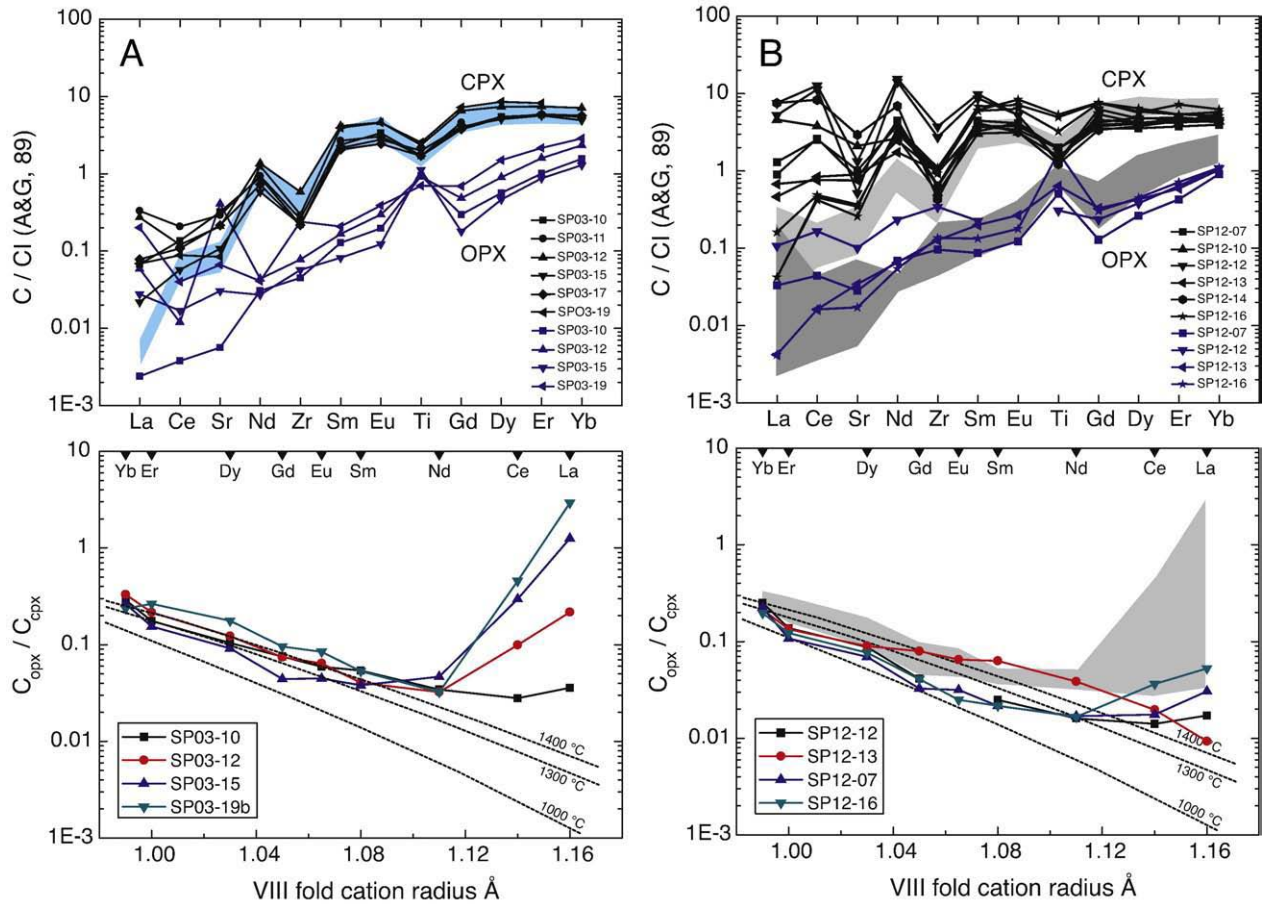 100
10
1
0.1
0.01
1E-3
C / CI (A&G, 89)
A
CPX
OPX
SP03-10
SP03-11
SP03-12
SP03-15
SP03-17
SPO3-19
SP03-10
SP03-12
SP03-15
SP03-19
La Ce Sr Nd Zr Sm Eu Ti Gd Dy Er Yb
100
10
1
0.1
0.01
1E-3
C / CI (A&G, 89)
B
CPX
OPX
SP12-07
SP12-10
SP12-12
SP12-13
SP12-14
SP12-16
SP12-07
SP12-12
SP12-13
SP12-16
La Ce Sr Nd Zr Sm Eu Ti Gd Dy Er Yb
10
1
0.1
0.01
1E-3
Copx / Ccpx
Yb Er Dy Gd Eu Sm Nd Ce La
1400 °C
1300 °C
1000 °C
SP03-10
SP03-12
SP03-15
SP03-19b
1.00 1.04 1.08 1.12 1.16
VIII fold cation radius Å
10
1
0.1
0.01
1E-3
Copx / Ccpx
Yb Er Dy Gd Eu Sm Nd Ce La
1400 °C
1300 °C
1000 °C
SP12-12
SP12-13
SP12-07
SP12-16
1.00 1.04 1.08 1.12 1.16
VIII fold cation radius Å